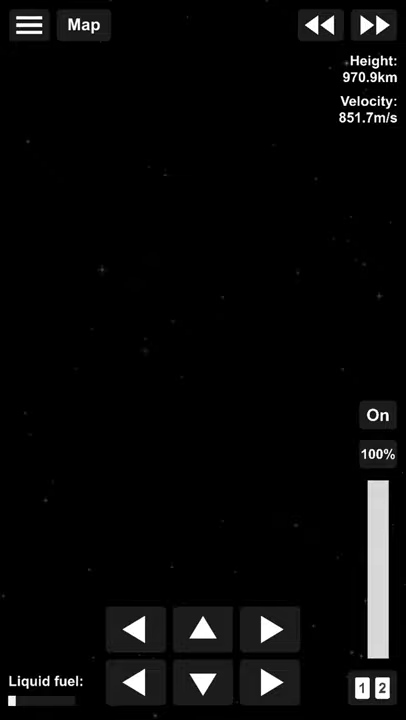 Map
Height:
970.9km
Velocity:
851.7m/s
On
100%
Liquid fuel:
1 2